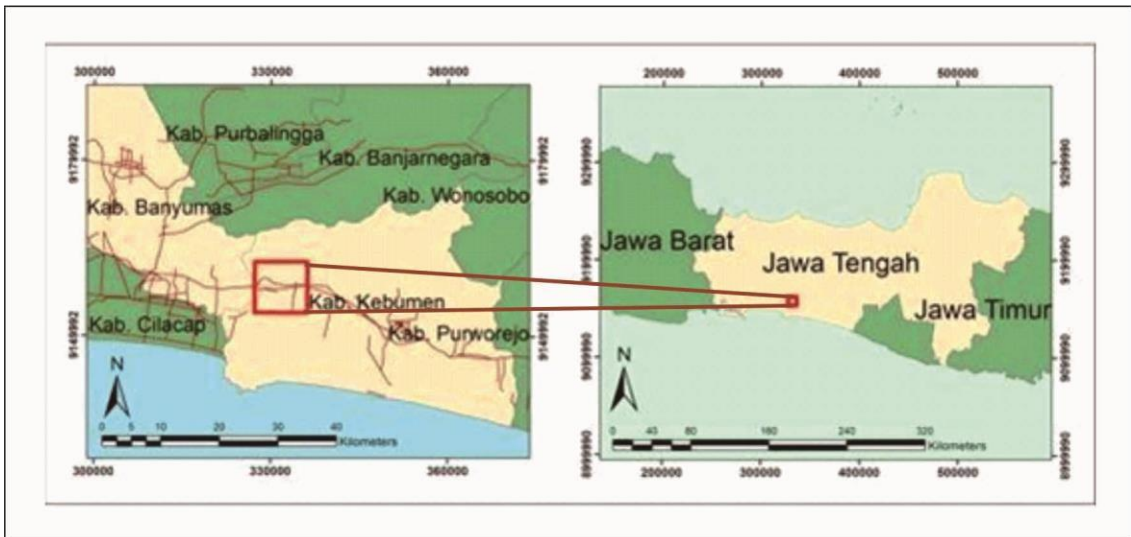 300000 330000 360000
9179992
9149992
Kab. Purbalingga
Kab. Banjarnegara
Kab. Wonosobo
Kab. Banyumas
Kab. Kebumen
Kab. Cilacap
Kab. Purworejo
N
0 5 10 20 30 40
Kilometers
9179992
9149992
300000 330000 360000
200000 300000 400000 500000
9299990
9199990
9099990
8999990
Jawa Barat
Jawa Tengah
Jawa Timur
N
0 40 80 160 240 320
Kilometers
9299990
9199990
9099990
8999990
200000 300000 400000 500000